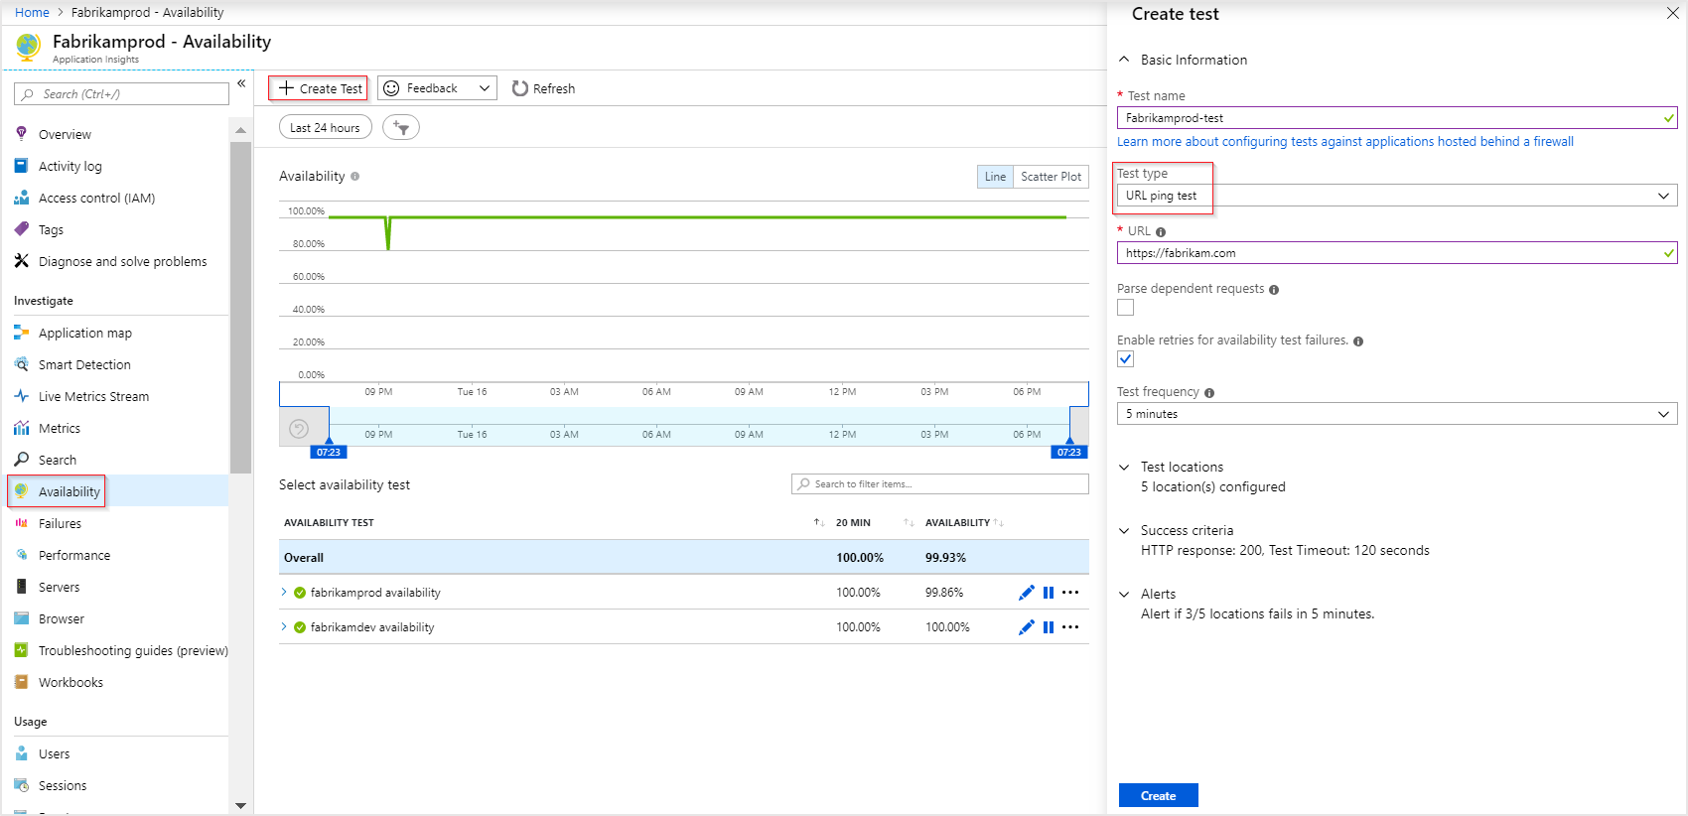 Home > Fabrikamprod - Availability
Fabrikamprod - Availability
Application Insights
Search (Ctrl+/)
«
Overview
Activity log
Access control (IAM)
Tags
Diagnose and solve problems
Investigate
Application map
Smart Detection
Live Metrics Stream
Metrics
Search
Availability
Failures
Performance
Servers
Browser
Troubleshooting guides (preview)
Workbooks
Usage
Users
Sessions
+ Create Test
Feedback
Refresh
Last 24 hours
Availability
Line
Scatter Plot
100.00%
80.00%
60.00%
40.00%
20.00%
0.00%
09 PM Tue 16 03 AM 06 AM 09 AM 12 PM 03 PM 06 PM
09 PM Tue 16 03 AM 06 AM 09 AM 12 PM 03 PM 06 PM
07:23 07:23
Select availability test
Search to filter items...
AVAILABILITY TEST 20 MIN AVAILABILITY
Overall 100.00% 99.93%
fabrikamprod availability 100.00% 99.86%
fabrikamdev availability 100.00% 100.00%
Create test
Basic Information
* Test name
Fabrikamprod-test
Learn more about configuring tests against applications hosted behind a firewall
Test type
URL ping test
* URL
https://fabrikam.com
Parse dependent requests
Enable retries for availability test failures.
Test frequency
5 minutes
Test locations
5 location(s) configured
Success criteria
HTTP response: 200, Test Timeout: 120 seconds
Alerts
Alert if 3/5 locations fails in 5 minutes.
Create